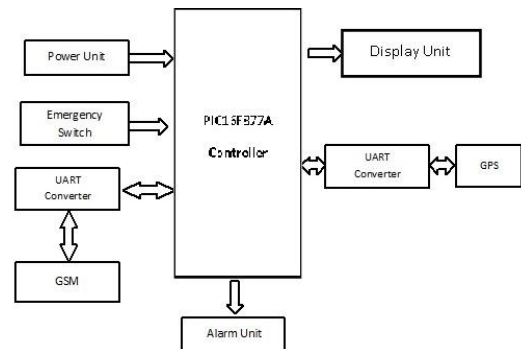 Power Unit
Display Unit
Emergency
Switch
PIC16F877A
Controller
UART
Converter
UART
Converter
GPS
GSM
Alarm Unit